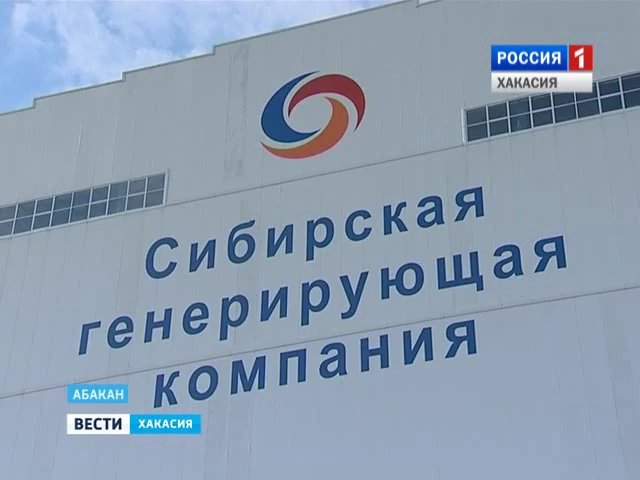 РОССИЯ 1
ХАКАСИЯ
Сибирская
генерирующая
компания
АБАКАН
ВЕСТИ ХАКАСИЯ